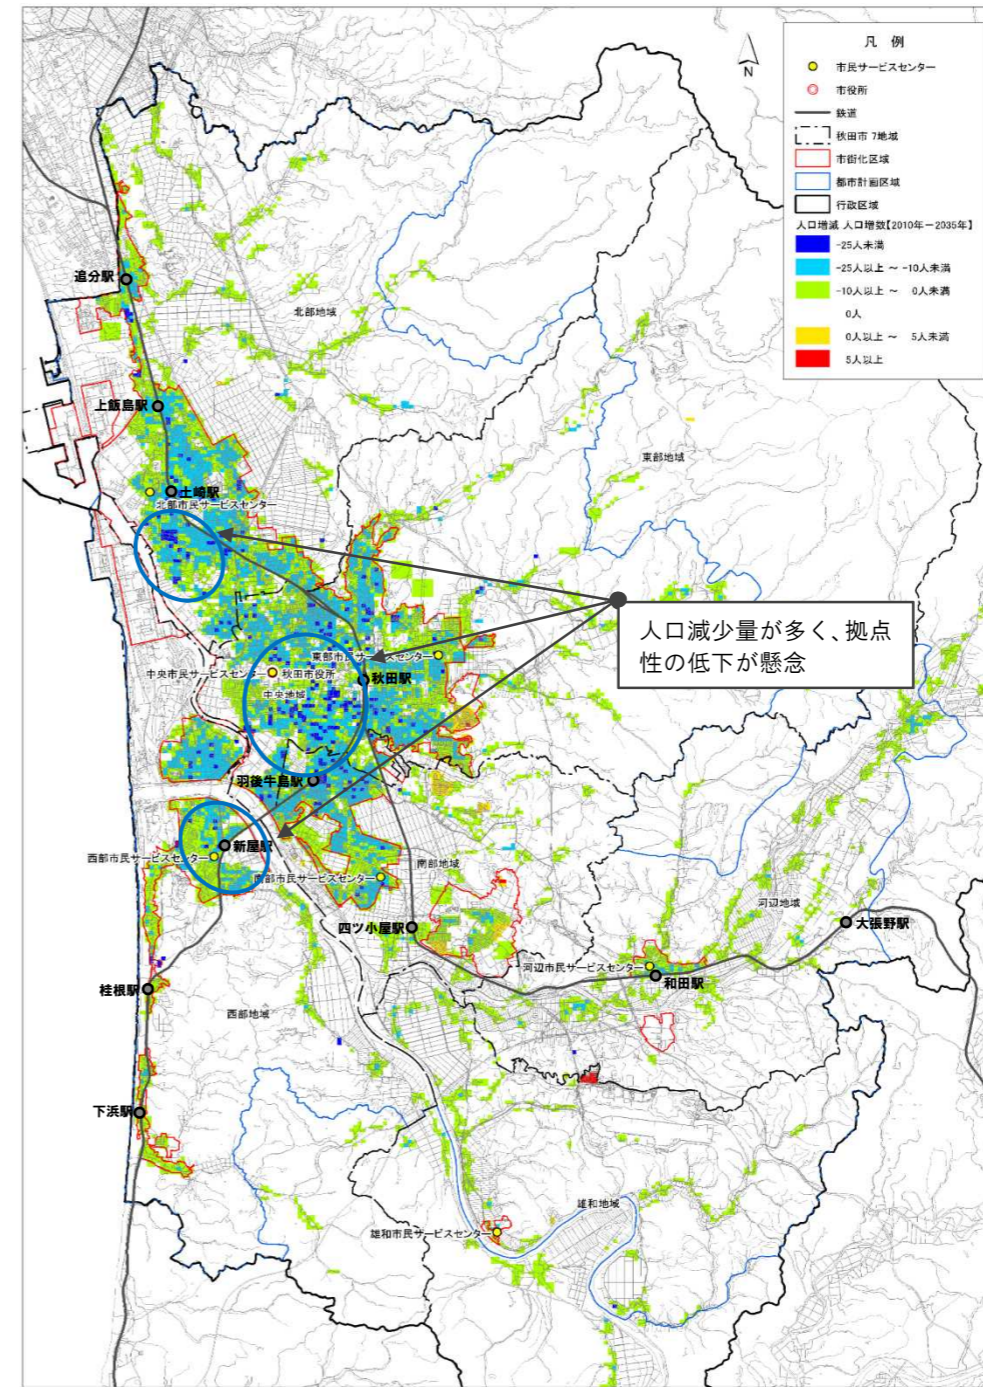 凡 例
市民サービスセンター
市役所
鉄道
秋田市 7地域
市街化区域
都市計画区域
行政区域
人口増減 人口増数【2010年－2035年】
-25人未満
-25人以上 ～ -10人未満
-10人以上 ～ 0人未満
0人
0人以上 ～ 5人未満
5人以上
N
追分駅
北部地域
上飯島駅
東部地域
土崎駅
北部市民サービスセンター
人口減少量が多く、拠点
性の低下が懸念
東部市民サービスセンター
中央市民サービスセンター
秋田市役所
秋田駅
中央地域
羽後牛島駅
新屋駅
西部市民サービスセンター
南部地域
南部市民サービスセンター
河辺地域
大張野駅
四ツ小屋駅
河辺市民サービスセンター
和田駅
桂根駅
西部地域
下浜駅
雄和地域
雄和市民サービスセンター